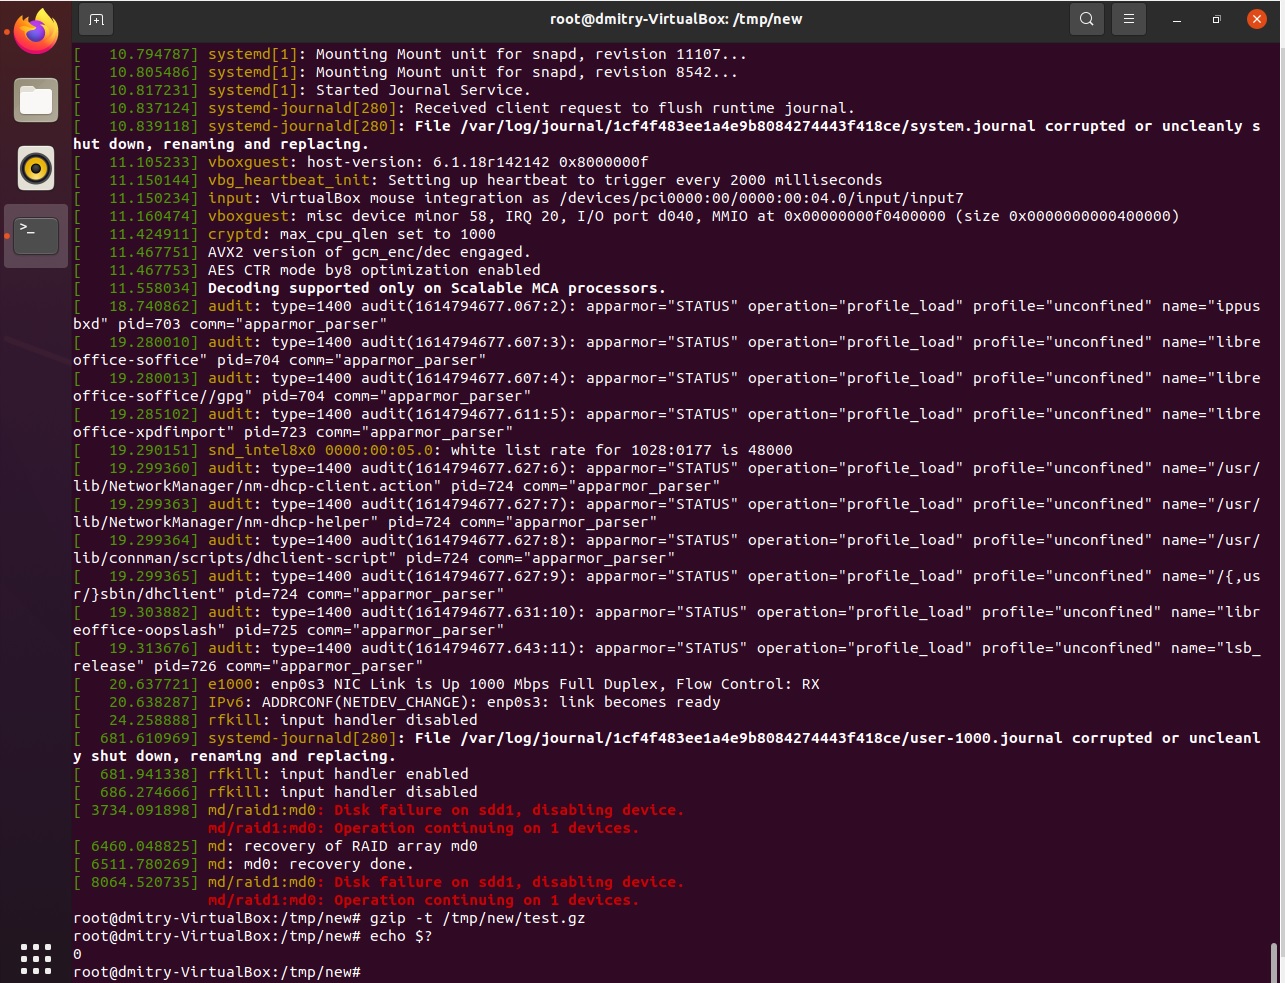 root@dmitry-VirtualBox: /tmp/new
[   10.794787] systemd[1]: Mounting Mount unit for snapd, revision 11107...
[   10.805486] systemd[1]: Mounting Mount unit for snapd, revision 8542...
[   10.817231] systemd[1]: Started Journal Service.
[   10.837124] systemd-journald[280]: Received client request to flush runtime journal.
[   10.839118] systemd-journald[280]: File /var/log/journal/1cf4f483ee1a4e9b8084274443f418ce/system.journal corrupted or uncleanly s
hut down, renaming and replacing.
[   11.105233] vboxguest: host-version: 6.1.18r142142 0x8000000f
[   11.150144] vbg_heartbeat_init: Setting up heartbeat to trigger every 2000 milliseconds
[   11.150234] input: VirtualBox mouse integration as /devices/pci0000:00/0000:00:04.0/input/input7
[   11.160474] vboxguest: misc device minor 58, IRQ 20, I/O port d040, MMIO at 0x00000000f0400000 (size 0x0000000000400000)
[   11.424911] cryptd: max_cpu_qlen set to 1000
[   11.467751] AVX2 version of gcm_enc/dec engaged.
[   11.467753] AES CTR mode by8 optimization enabled
[   11.558034] Decoding supported only on Scalable MCA processors.
[   18.740862] audit: type=1400 audit(1614794677.067:2): apparmor="STATUS" operation="profile_load" profile="unconfined" name="ippus
bxd" pid=703 comm="apparmor_parser"
[   19.280010] audit: type=1400 audit(1614794677.607:3): apparmor="STATUS" operation="profile_load" profile="unconfined" name="libre
office-soffice" pid=704 comm="apparmor_parser"
[   19.280013] audit: type=1400 audit(1614794677.607:4): apparmor="STATUS" operation="profile_load" profile="unconfined" name="libre
office-soffice//gpg" pid=704 comm="apparmor_parser"
[   19.285102] audit: type=1400 audit(1614794677.611:5): apparmor="STATUS" operation="profile_load" profile="unconfined" name="libre
office-xpdfimport" pid=723 comm="apparmor_parser"
[   19.290151] snd_intel8x0 0000:00:05.0: white list rate for 1028:0177 is 48000
[   19.299360] audit: type=1400 audit(1614794677.627:6): apparmor="STATUS" operation="profile_load" profile="unconfined" name="/usr/
lib/NetworkManager/nm-dhcp-client.action" pid=724 comm="apparmor_parser"
[   19.299363] audit: type=1400 audit(1614794677.627:7): apparmor="STATUS" operation="profile_load" profile="unconfined" name="/usr/
lib/NetworkManager/nm-dhcp-helper" pid=724 comm="apparmor_parser"
[   19.299364] audit: type=1400 audit(1614794677.627:8): apparmor="STATUS" operation="profile_load" profile="unconfined" name="/usr/
lib/connman/scripts/dhclient-script" pid=724 comm="apparmor_parser"
[   19.299365] audit: type=1400 audit(1614794677.627:9): apparmor="STATUS" operation="profile_load" profile="unconfined" name="/{,us
r/}sbin/dhclient" pid=724 comm="apparmor_parser"
[   19.303882] audit: type=1400 audit(1614794677.631:10): apparmor="STATUS" operation="profile_load" profile="unconfined" name="libr
eoffice-oopslash" pid=725 comm="apparmor_parser"
[   19.313676] audit: type=1400 audit(1614794677.643:11): apparmor="STATUS" operation="profile_load" profile="unconfined" name="lsb_
release" pid=726 comm="apparmor_parser"
[   20.637721] e1000: enp0s3 NIC Link is Up 1000 Mbps Full Duplex, Flow Control: RX
[   20.638287] IPv6: ADDRCONF(NETDEV_CHANGE): enp0s3: link becomes ready
[   24.258888] rfkill: input handler disabled
[  681.610969] systemd-journald[280]: File /var/log/journal/1cf4f483ee1a4e9b8084274443f418ce/user-1000.journal corrupted or uncleanl
y shut down, renaming and replacing.
[  681.941338] rfkill: input handler enabled
[  686.274666] rfkill: input handler disabled
[ 3734.091898] md/raid1:md0: Disk failure on sdd1, disabling device.
md/raid1:md0: Operation continuing on 1 devices.
[ 6460.048825] md: recovery of RAID array md0
[ 6511.780269] md: md0: recovery done.
[ 8064.520735] md/raid1:md0: Disk failure on sdd1, disabling device.
md/raid1:md0: Operation continuing on 1 devices.
root@dmitry-VirtualBox:/tmp/new# gzip -t /tmp/new/test.gz
root@dmitry-VirtualBox:/tmp/new# echo $?
0
root@dmitry-VirtualBox:/tmp/new#